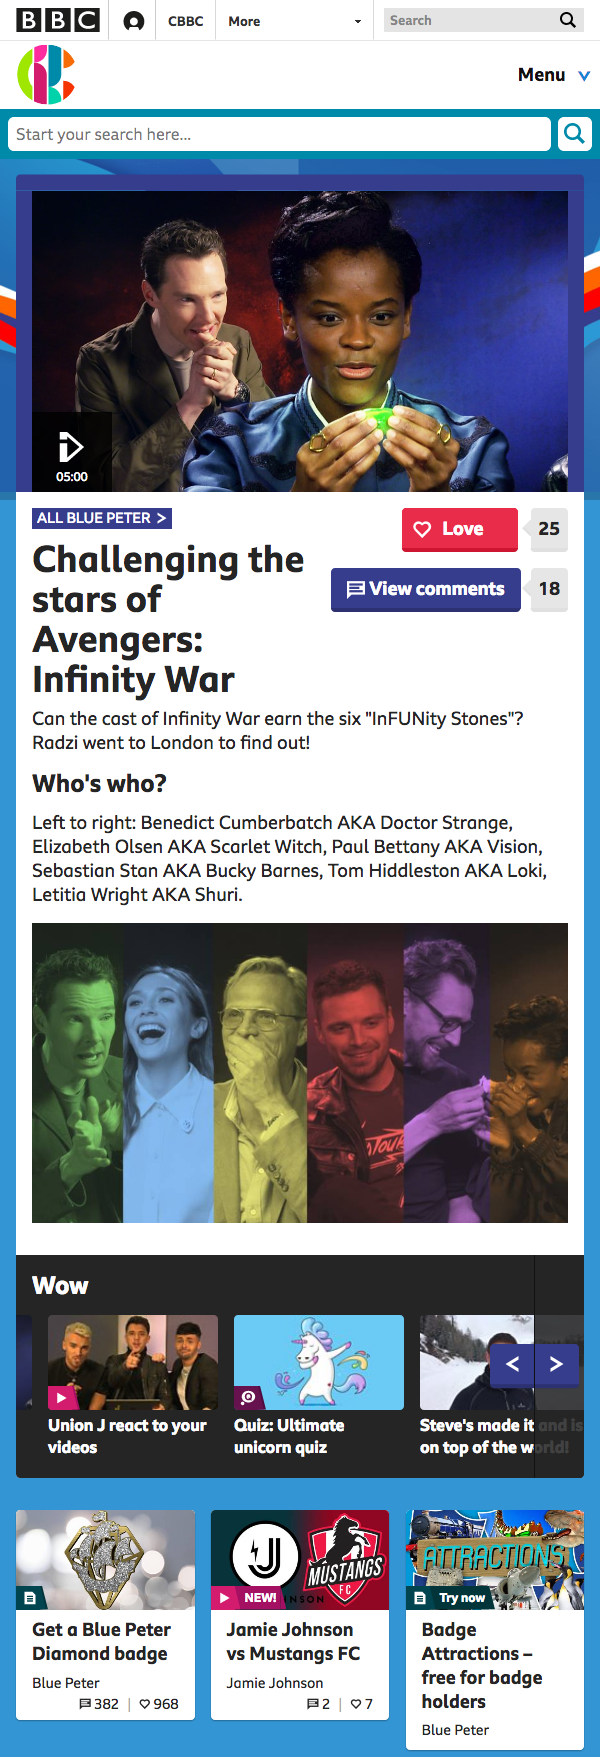 BBC
CBBC
More
Search
Menu
Start your search here...
05:00
ALL BLUE PETER >
Love
25
View comments
18
Challenging the
stars of
Avengers:
Infinity War
Can the cast of Infinity War earn the six "InFUNity Stones"?
Radzi went to London to find out!
Who's who?
Left to right: Benedict Cumberbatch AKA Doctor Strange,
Elizabeth Olsen AKA Scarlet Witch, Paul Bettany AKA Vision,
Sebastian Stan AKA Bucky Barnes, Tom Hiddleston AKA Loki,
Letitia Wright AKA Shuri.
Wow
< >
Union J react to your
videos
Quiz: Ultimate
unicorn quiz
Steve's made it and is
on top of the world!
J
MUSTANGS
FC
ATTRACTIONS
NEW!
Try now
Get a Blue Peter
Diamond badge
Blue Peter
382 | 968
Jamie Johnson
vs Mustangs FC
Jamie Johnson
2 | 7
Badge
Attractions –
free for badge
holders
Blue Peter